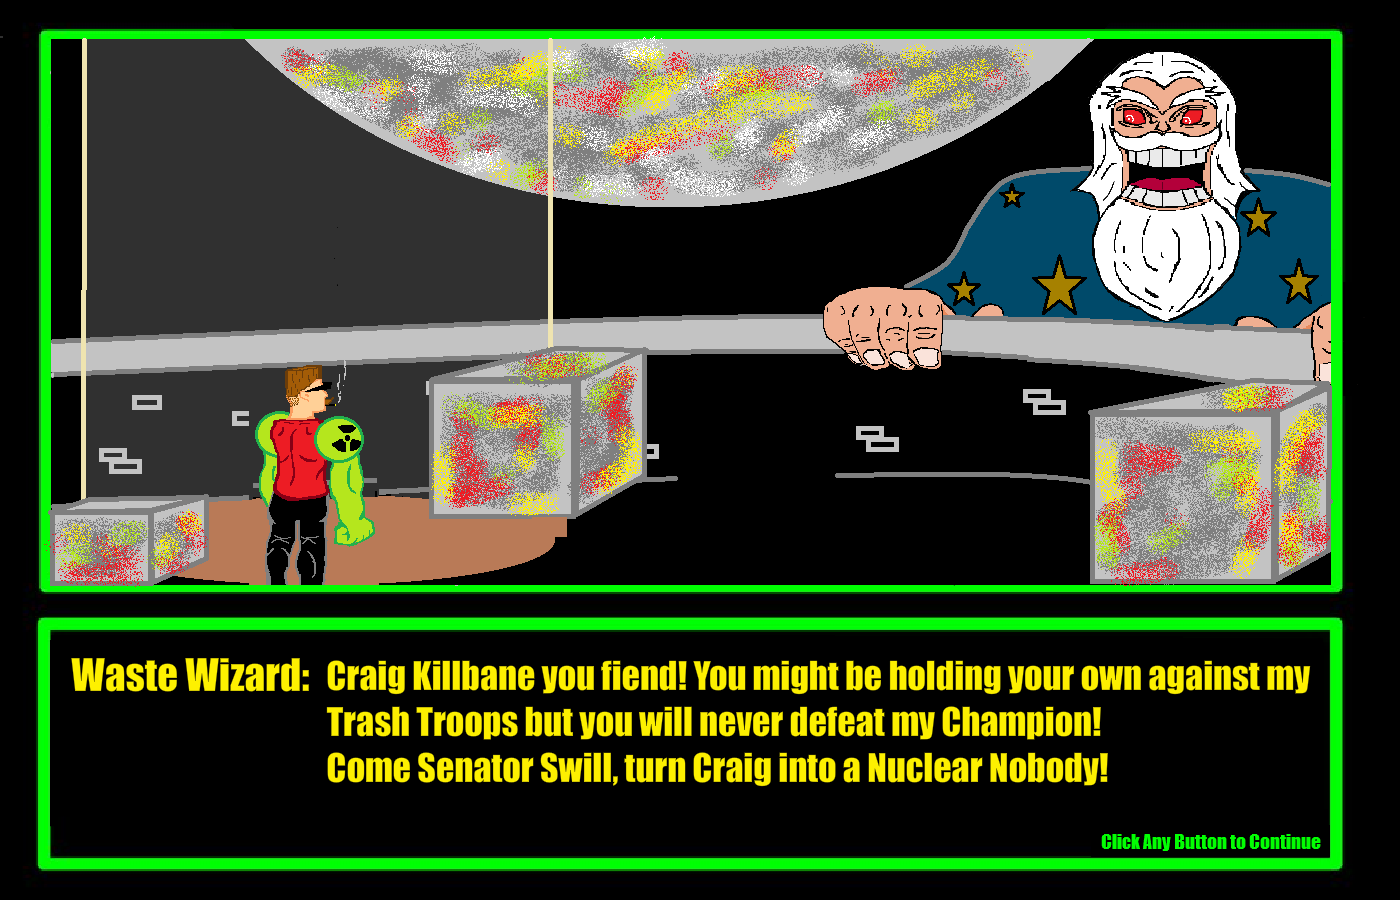 Waste Wizard: Craig Killbane you fiend! You might be holding your own against my
Trash Troops but you will never defeat my Champion!
Come Senator Swill, turn Craig into a Nuclear Nobody!
Click Any Button to Continue